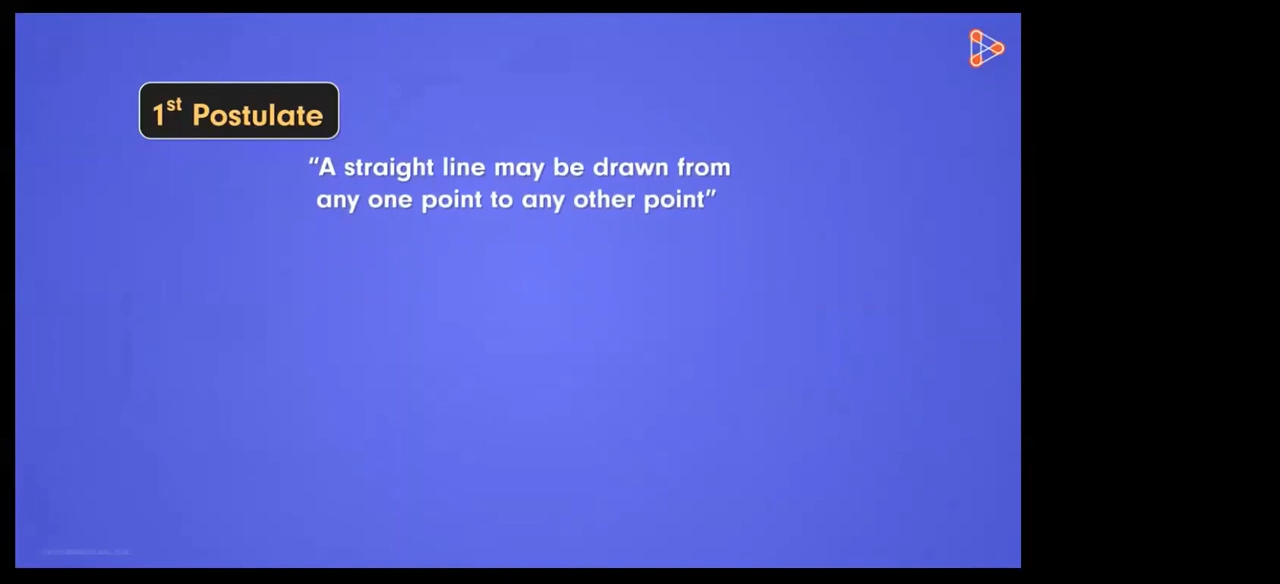 1st Postulate
“A straight line may be drawn from
any one point to any other point”